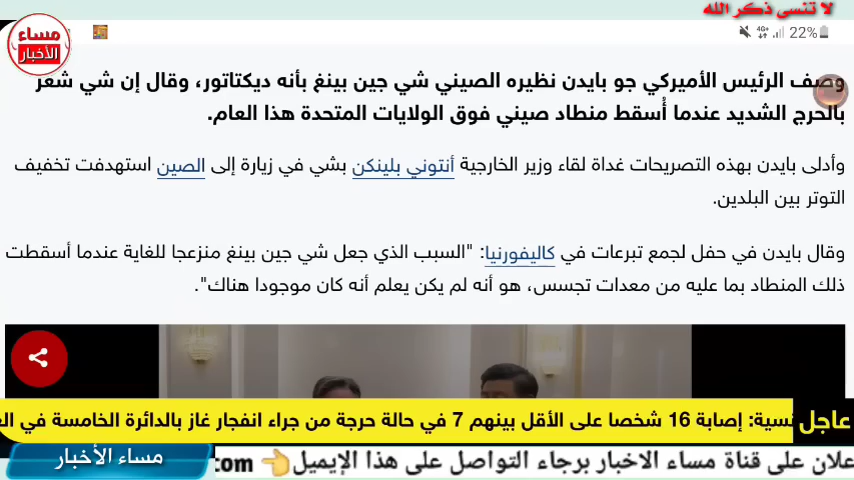 لا تنسى ذكر الله
مساء
الأخبار
4G+
22%
وصف الرئيس الأميركي جو بايدن نظيره الصيني شي جين بينغ بأنه ديكتاتور، وقال إن شي شعر
بالحرج الشديد عندما أُسقط منطاد صيني فوق الولايات المتحدة هذا العام.
وأدلى بايدن بهذه التصريحات غداة لقاء وزير الخارجية أنتوني بلينكن بشي في زيارة إلى الصين استهدفت تخفيف
التوتر بين البلدين.
وقال بايدن في حفل لجمع تبرعات في كاليفورنيا: "السبب الذي جعل شي جين بينغ منزعجا للغاية عندما أسقطت
ذلك المنطاد بما عليه من معدات تجسس، هو أنه لم يكن يعلم أنه كان موجودا هناك".
عاجل نسية: إصابة 16 شخصا على الأقل بينهم 7 في حالة حرجة من جراء انفجار غاز بالدائرة الخامسة في
علان على قناة مساء الاخبار برجاء التواصل على هذا الإيميل 👈 com
مساء الأخبار